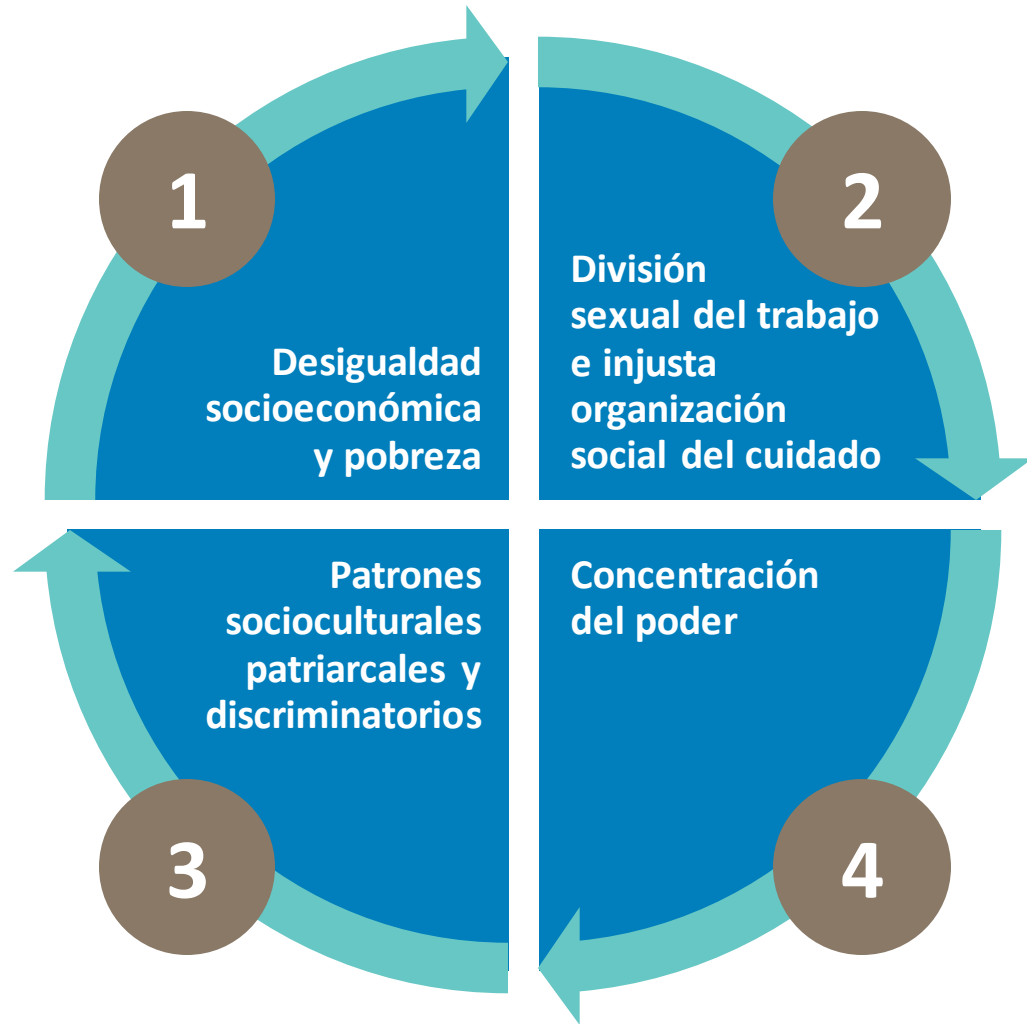 1
Desigualdad
socioeconómica
y pobreza
2
División
sexual del trabajo
e injusta
organización
social del cuidado
3
Patrones
socioculturales
patriarcales y
discriminatorios
4
Concentración
del poder